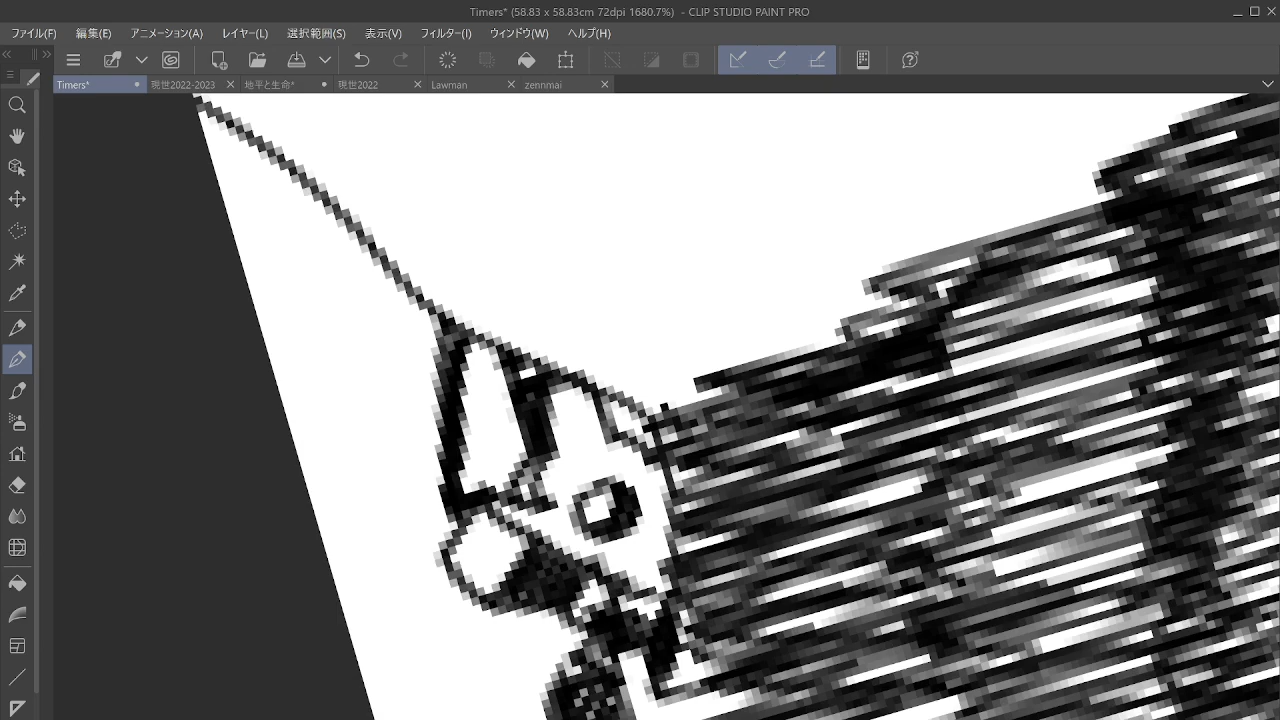 Timers* (58.83 x 58.83cm 72dpi 1680.7%) - CLIP STUDIO PAINT PRO
ファイル(F) 編集(E) アニメーション(A) レイヤー(L) 選択範囲(S) 表示(V) フィルター(I) ウィンドウ(W) ヘルプ(H)
Timers* 現世2022-2023 地平と生命* 現世2022 Lawman zennmai